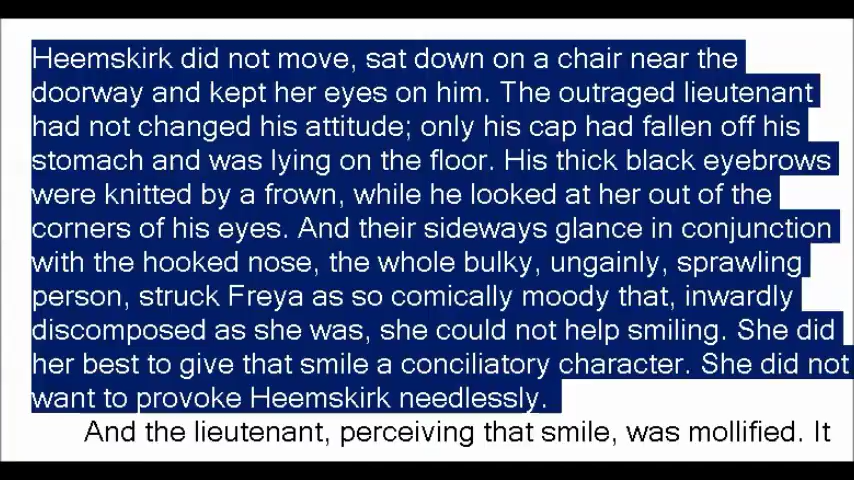 Heemskirk did not move, sat down on a chair near the
doorway and kept her eyes on him. The outraged lieutenant
had not changed his attitude; only his cap had fallen off his
stomach and was lying on the floor. His thick black eyebrows
were knitted by a frown, while he looked at her out of the
corners of his eyes. And their sideways glance in conjunction
with the hooked nose, the whole bulky, ungainly, sprawling
person, struck Freya as so comically moody that, inwardly
discomposed as she was, she could not help smiling. She did
her best to give that smile a conciliatory character. She did not
want to provoke Heemskirk needlessly.
And the lieutenant, perceiving that smile, was mollified. It